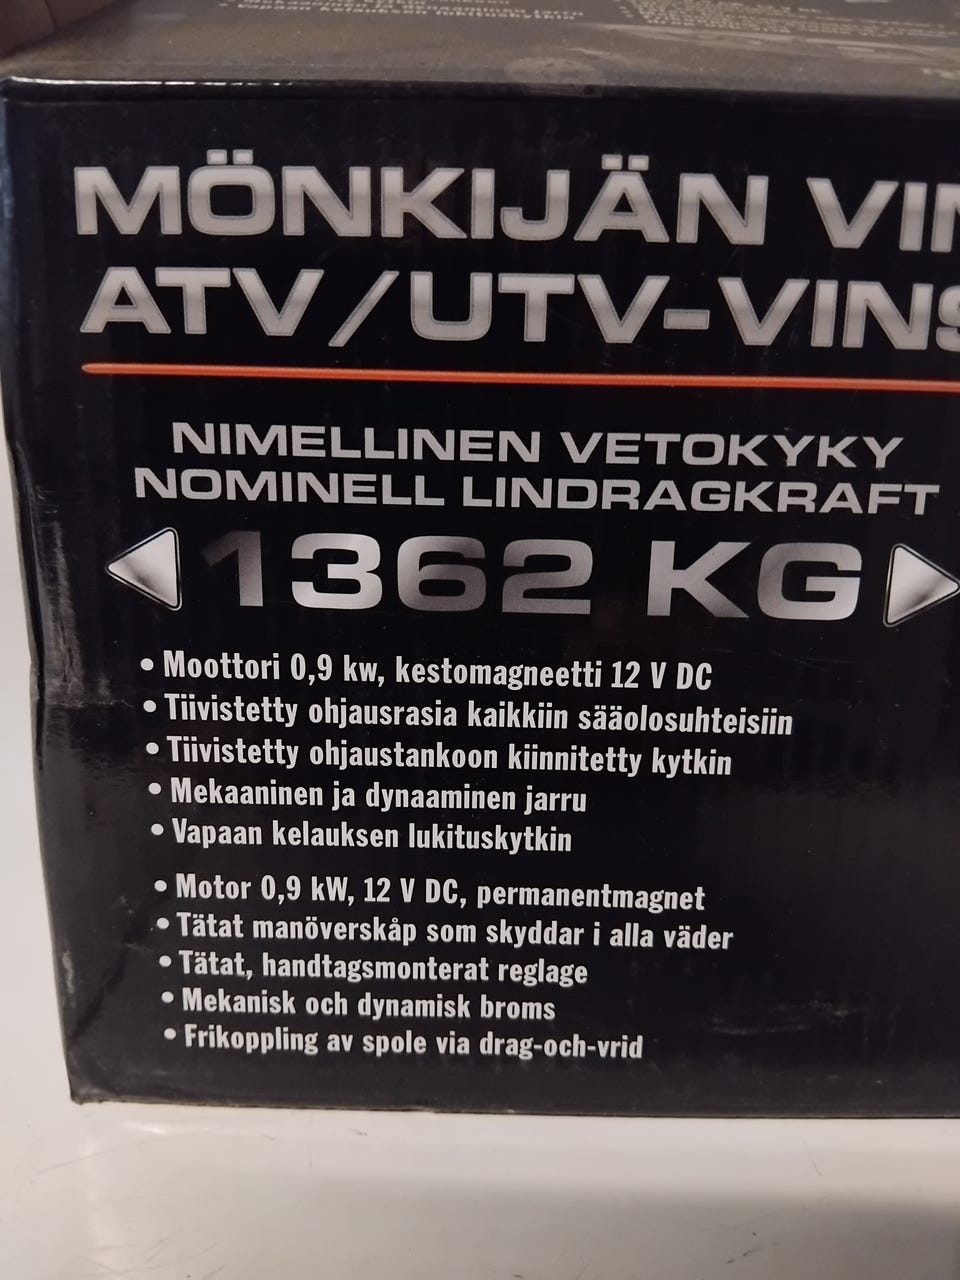 Vapaan kelauksen lukituskytkin
MÖNKIJÄN VIN
ATV/UTV-VINS
NIMELLINEN VETOKYKY
NOMINELL LINDRAGKRAFT
1362 KG
• Moottori 0,9 kw, kestomagneetti 12 V DC
• Tiivistetty ohjausrasia kaikkiin sääolosuhteisiin
• Tiivistetty ohjaustankoon kiinnitetty kytkin
• Mekaaninen ja dynaaminen jarru
• Vapaan kelauksen lukituskytkin
• Motor 0,9 kW, 12 V DC, permanentmagnet
• Tätat manöverskåp som skyddar i alla väder
• Tätat, handtagsmonterat reglage
• Mekanisk och dynamisk broms
• Frikoppling av spole via drag-och-vrid